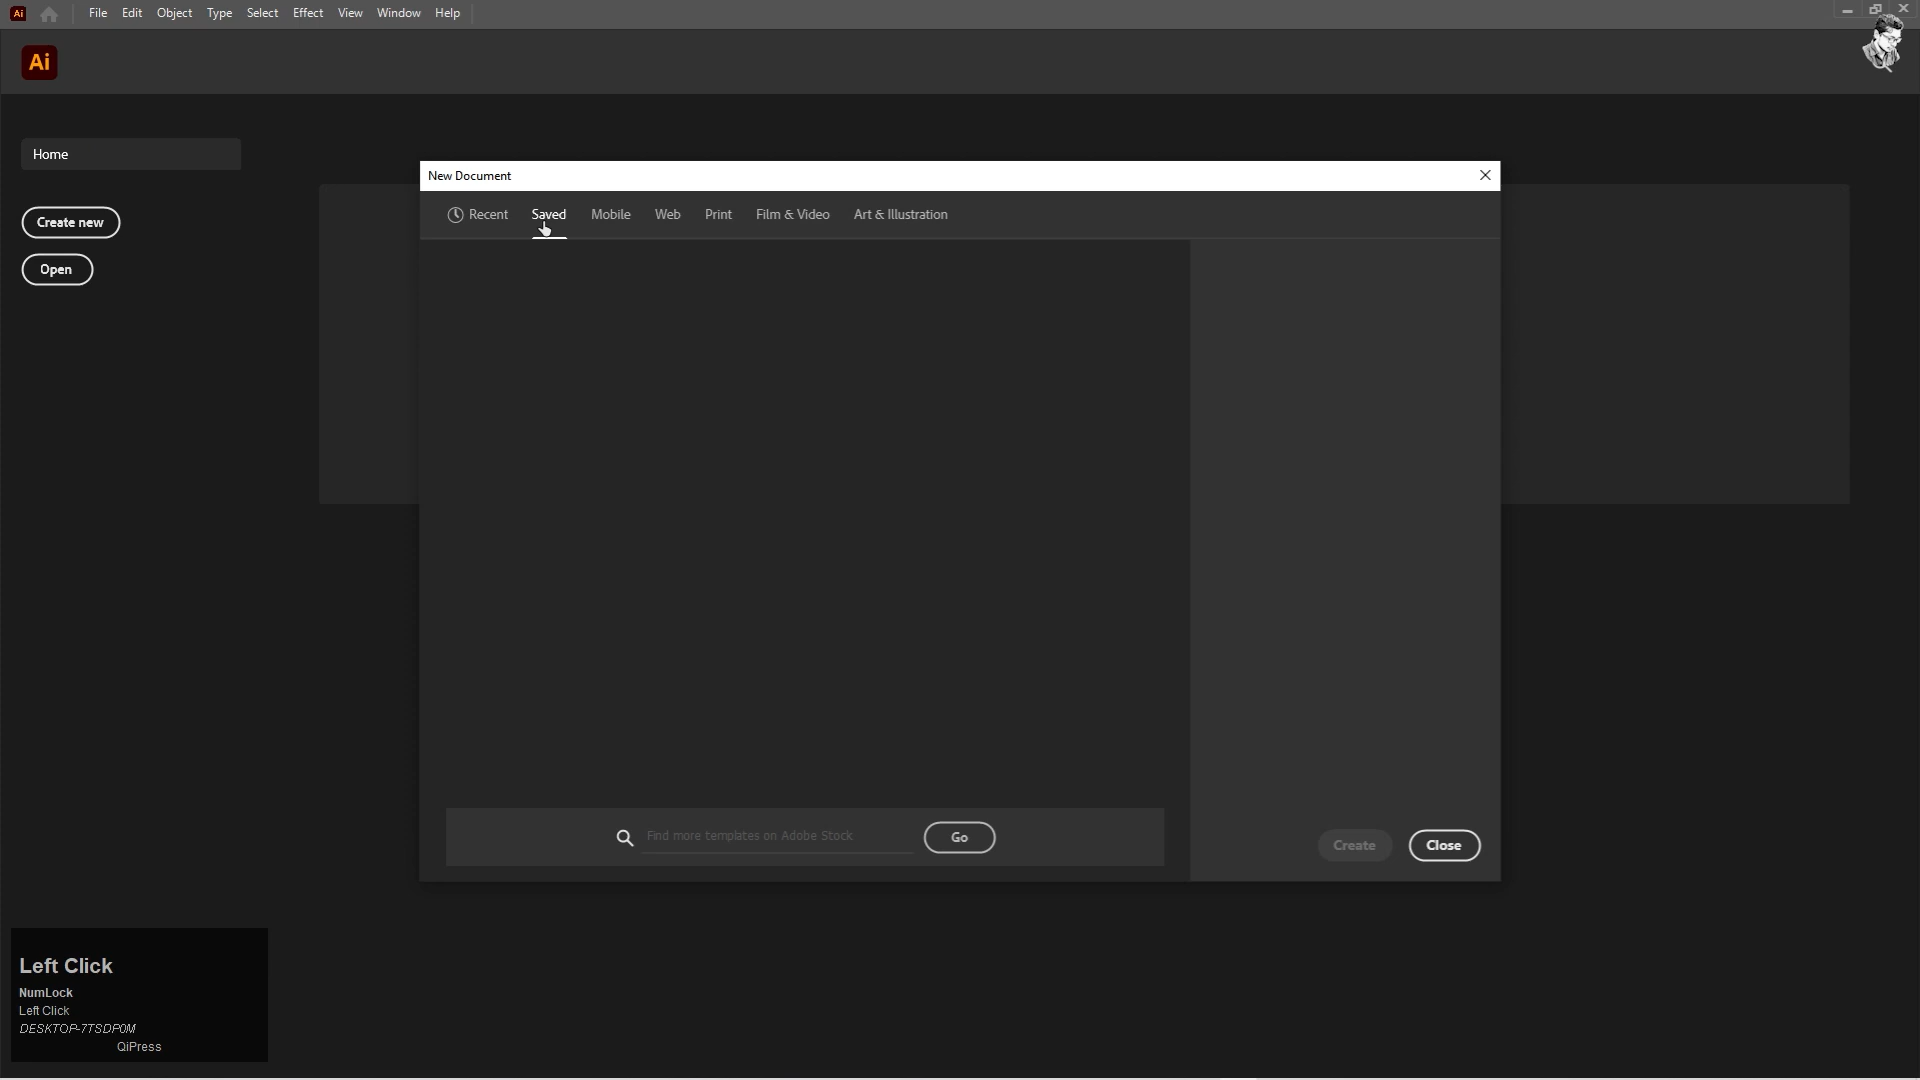 Ai File Edit Object Type Select Effect View Window Help
Ai
Home
Create new
Open
New Document
Recent Saved Mobile Web Print Film & Video Art & Illustration
Find more templates on Adobe Stock Go
Create Close
Left Click
NumLock
Left Click
DESKTOP-7TSDP0M
QiPress